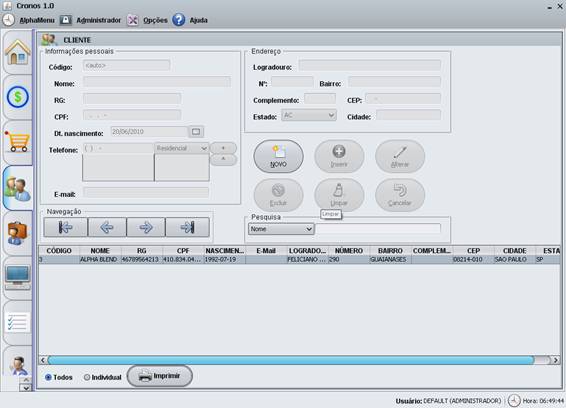 Cronos 1.0
AlphaMenu Administrador Opções Ajuda
CLIENTE
Informações pessoais
Código: <auto>
Nome:
RG:
CPF: . . -
Dt. nascimento: 20/06/2010
Telefone: ( ) - Residencial +
-
E-mail:
Endereço
Logradouro:
Nº: Bairro:
Complemento: CEP: -
Estado: AC Cidade:
NOVO Inserir Alterar
Excluir Limpar Cancelar
Limpar
Navegação
Pesquisa
Nome
CÓDIGO NOME RG CPF NASCIMEN... E-Mail LOGRADO... NÚMERO BAIRRO COMPLEM... CEP CIDADE ESTA
3 ALPHA BLEND 46789564213 410.834.04... 1992-07-19 FELICIANO ... 290 GUAIANASES 08214-010 SAO PAULO SP
Todos Individual Imprimir
Usuário: DEFAULT (ADMINISTRADOR) Hora: 06:49:44